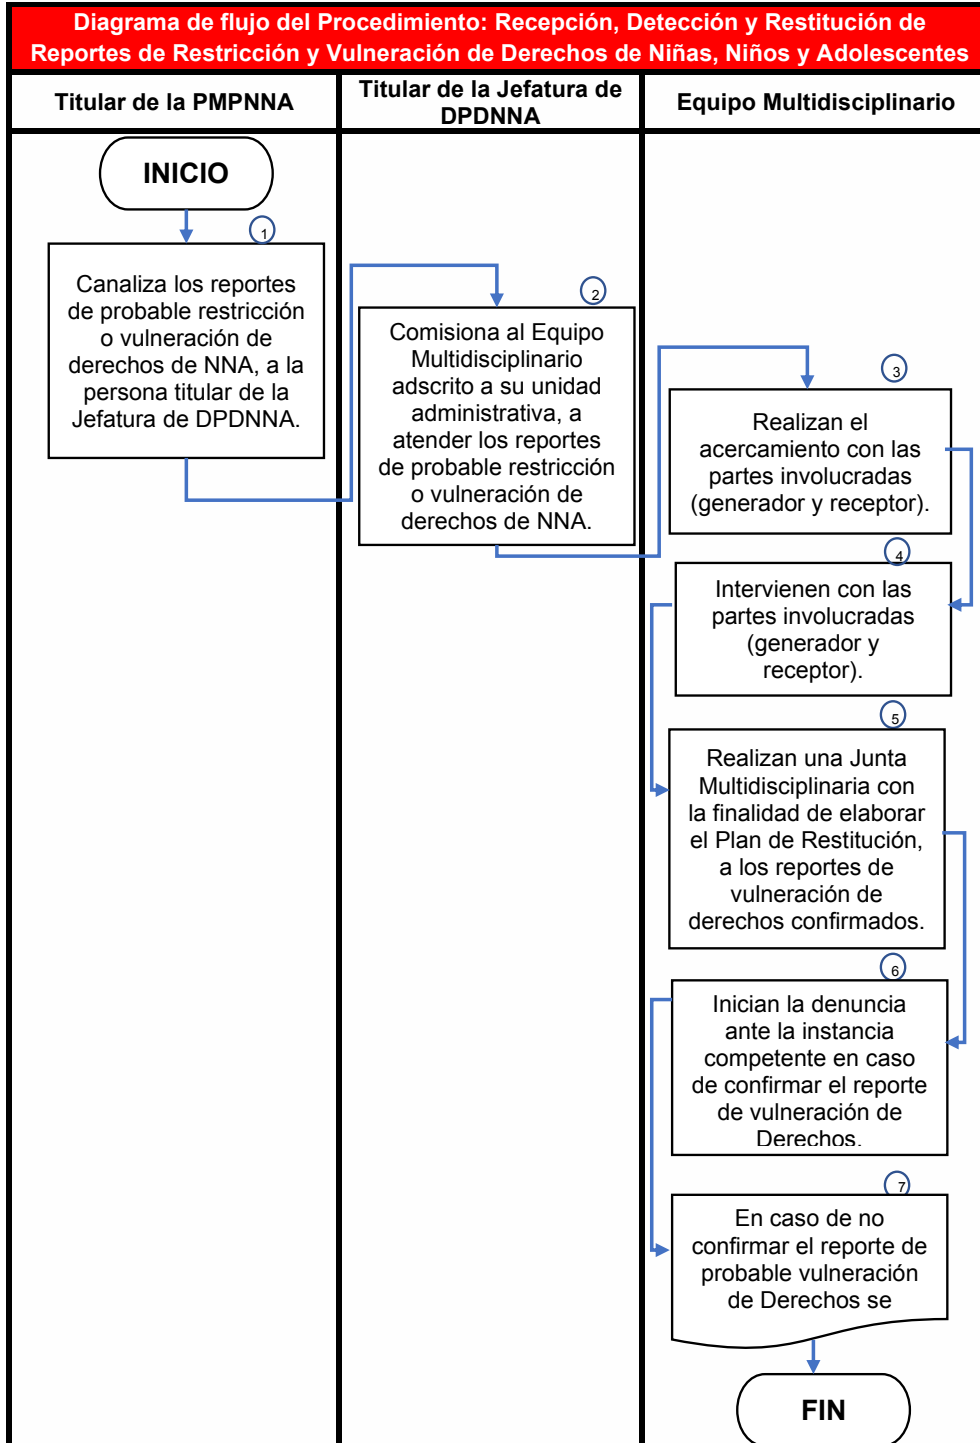 Diagrama de flujo del Procedimiento: Recepción, Detección y Restitución de
Reportes de Restricción y Vulneración de Derechos de Niñas, Niños y Adolescentes
Titular de la PMPNNA
Titular de la Jefatura de
DPDNNA
Equipo Multidisciplinario
INICIO
1
Canaliza los reportes
de probable restricción
o vulneración de
derechos de NNA, a la
persona titular de la
Jefatura de DPDNNA.
2
Comisiona al Equipo
Multidisciplinario
adscrito a su unidad
administrativa, a
atender los reportes
de probable restricción
o vulneración de
derechos de NNA.
3
Realizan el
acercamiento con las
partes involucradas
(generador y receptor).
4
Intervienen con las
partes involucradas
(generador y
receptor).
5
Realizan una Junta
Multidisciplinaria con
la finalidad de elaborar
el Plan de Restitución,
a los reportes de
vulneración de
derechos confirmados.
6
Inician la denuncia
ante la instancia
competente en caso
de confirmar el reporte
de vulneración de
Derechos.
7
En caso de no
confirmar el reporte de
probable vulneración
de Derechos se
FIN